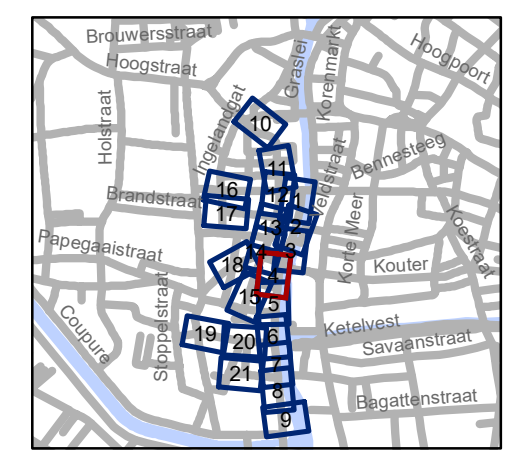 Brouwersstraat
Hoogstraat
Graslei
Korenmarkt
Hoogpoort
Holstraat
Ingelandgat
10
Bennesteeg
11
Veldstraat
16
12
1
Brandstraat
17
13
2
Korte Meer
Koestraat
Papegaaistraat
14
3
18
4
Kouter
15
5
Coupure
Stoppelstraat
19
20
6
Ketelvest
Savaanstraat
21
7
8
Bagattenstraat
9